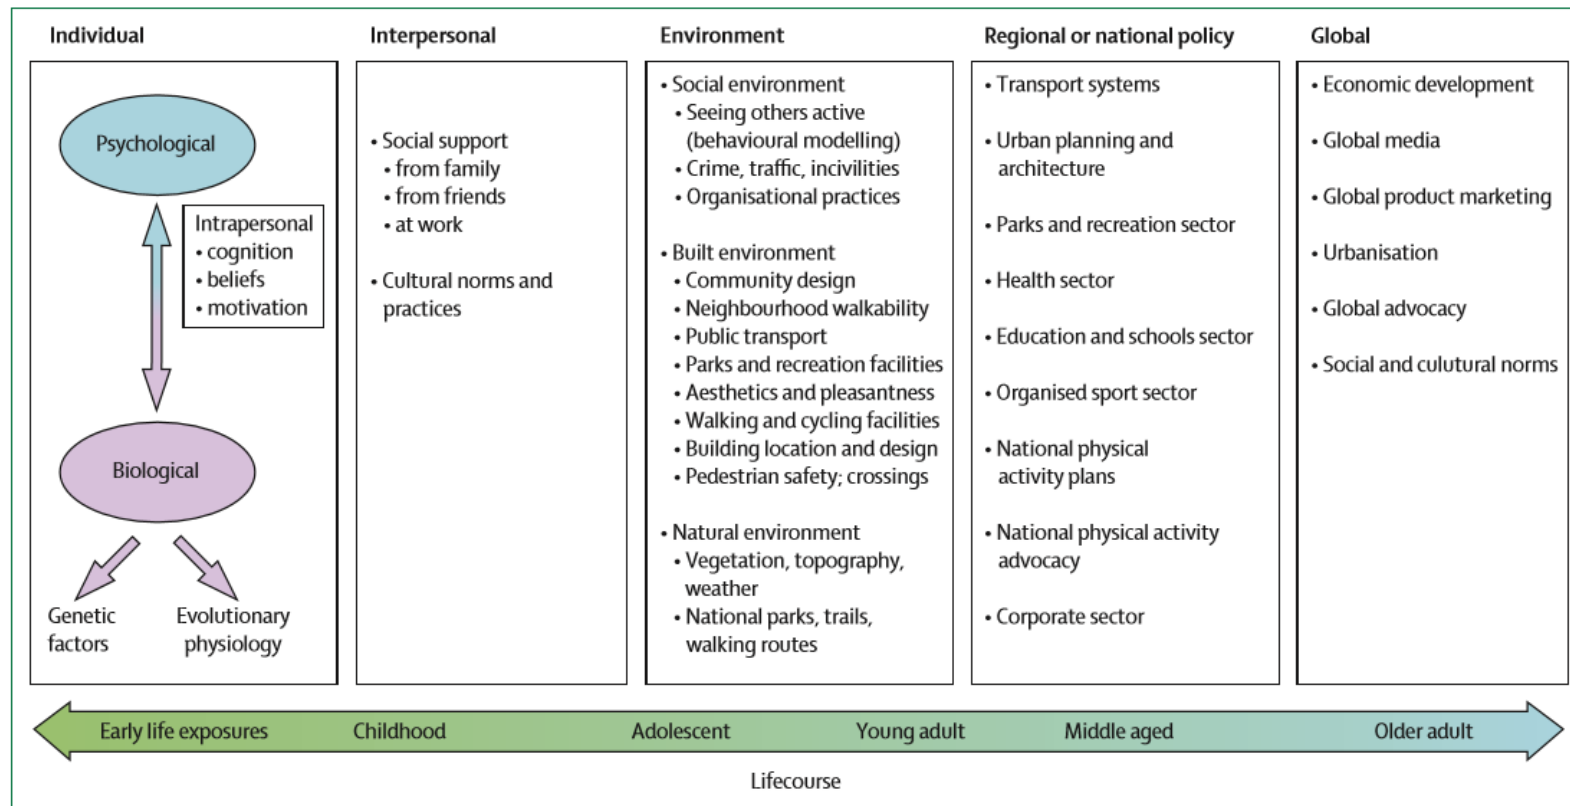 Individual
Psychological
Intrapersonal
• cognition
• beliefs
• motivation
Biological
Genetic
factors
Evolutionary
physiology
Interpersonal
• Social support
• from family
• from friends
• at work
• Cultural norms and
practices
Environment
• Social environment
• Seeing others active
(behavioural modelling)
• Crime, traffic, incivilities
• Organisational practices
• Built environment
• Community design
• Neighbourhood walkability
• Public transport
• Parks and recreation facilities
• Aesthetics and pleasantness
• Walking and cycling facilities
• Building location and design
• Pedestrian safety; crossings
• Natural environment
• Vegetation, topography,
weather
• National parks, trails,
walking routes
Regional or national policy
• Transport systems
• Urban planning and
architecture
• Parks and recreation sector
• Health sector
• Education and schools sector
• Organised sport sector
• National physical
activity plans
• National physical activity
advocacy
• Corporate sector
Global
• Economic development
• Global media
• Global product marketing
• Urbanisation
• Global advocacy
• Social and culutural norms
Early life exposures
Childhood
Adolescent
Young adult
Middle aged
Older adult
Lifecourse